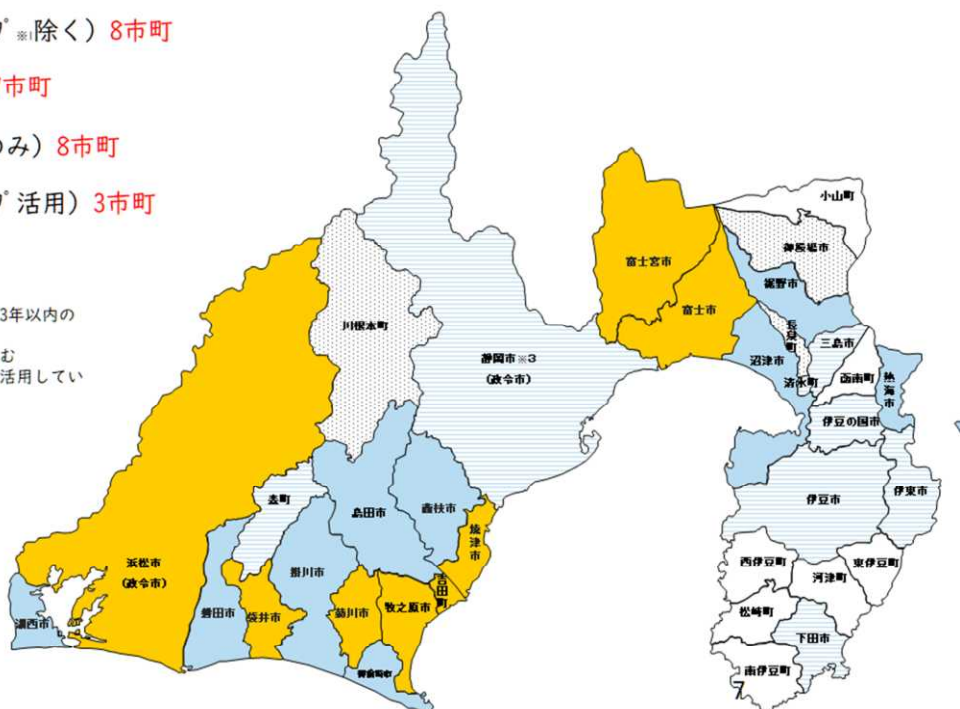 ﾟ ※1除く）8市町
市町
のみ）8市町
ﾟ 活用）3市町
3年以内の
む
活用してい
小山町
御殿場市
裾野市
富士宮市
富士市
長泉町
三島市
沼津市
清水町
函南町
熱海市
伊豆の国市
伊豆市
伊東市
西伊豆町
東伊豆町
河津町
松崎町
下田市
南伊豆町
川根本町
静岡市※3
（政令市）
島田市
藤枝市
焼津市
森町
掛川市
吉田町
浜松市
（政令市）
磐田市
袋井市
菊川市
牧之原市
湖西市
御前崎市
7